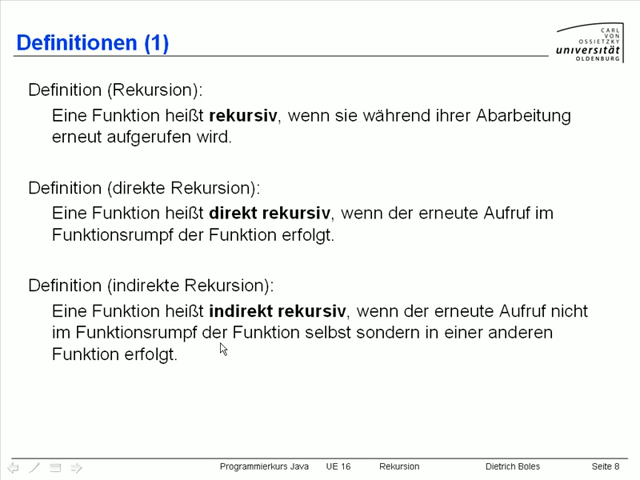 Definitionen (1)
CARL
VON
OSSIETZKY
universität
OLDENBURG
Definition (Rekursion):
Eine Funktion heißt rekursiv, wenn sie während ihrer Abarbeitung
erneut aufgerufen wird.
Definition (direkte Rekursion):
Eine Funktion heißt direkt rekursiv, wenn der erneute Aufruf im
Funktionsrumpf der Funktion erfolgt.
Definition (indirekte Rekursion):
Eine Funktion heißt indirekt rekursiv, wenn der erneute Aufruf nicht
im Funktionsrumpf der Funktion selbst sondern in einer anderen
Funktion erfolgt.
Programmierkurs Java UE 16 Rekursion Dietrich Boles Seite 8